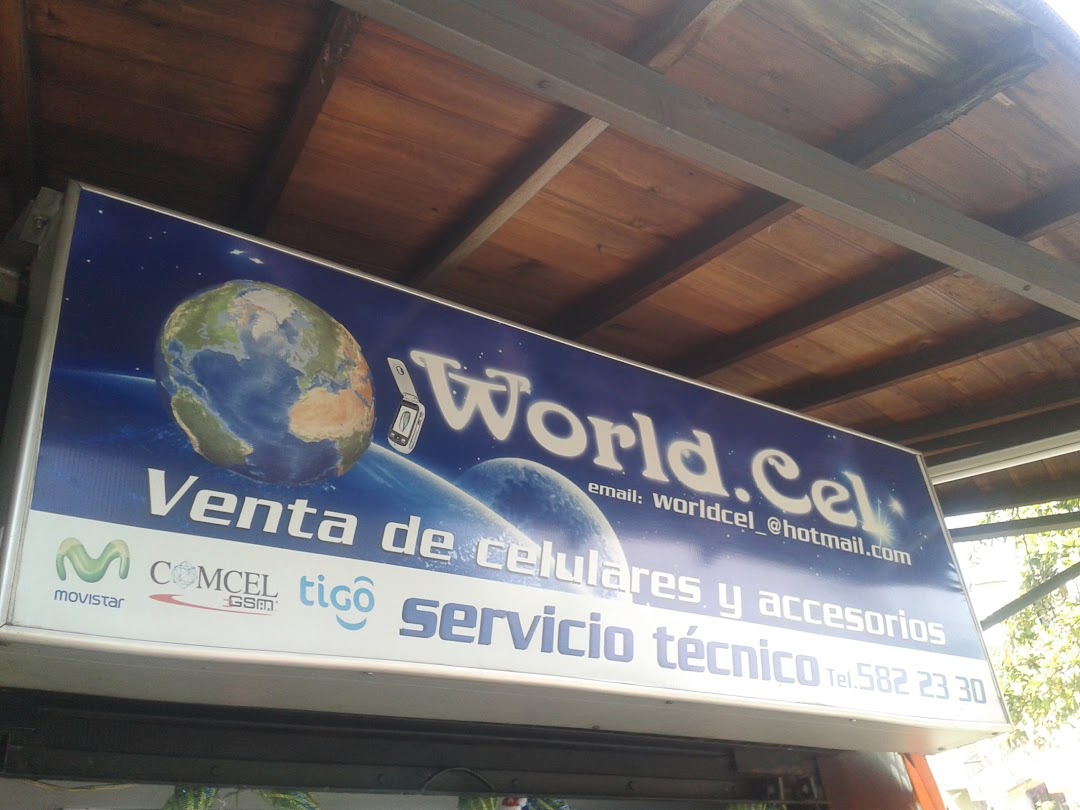 World.Cel
email: worldcel_@hotmail.com
Venta de celulares y accesorios
movistar COMCEL GSM tigo servicio técnico Tel.582 23 30